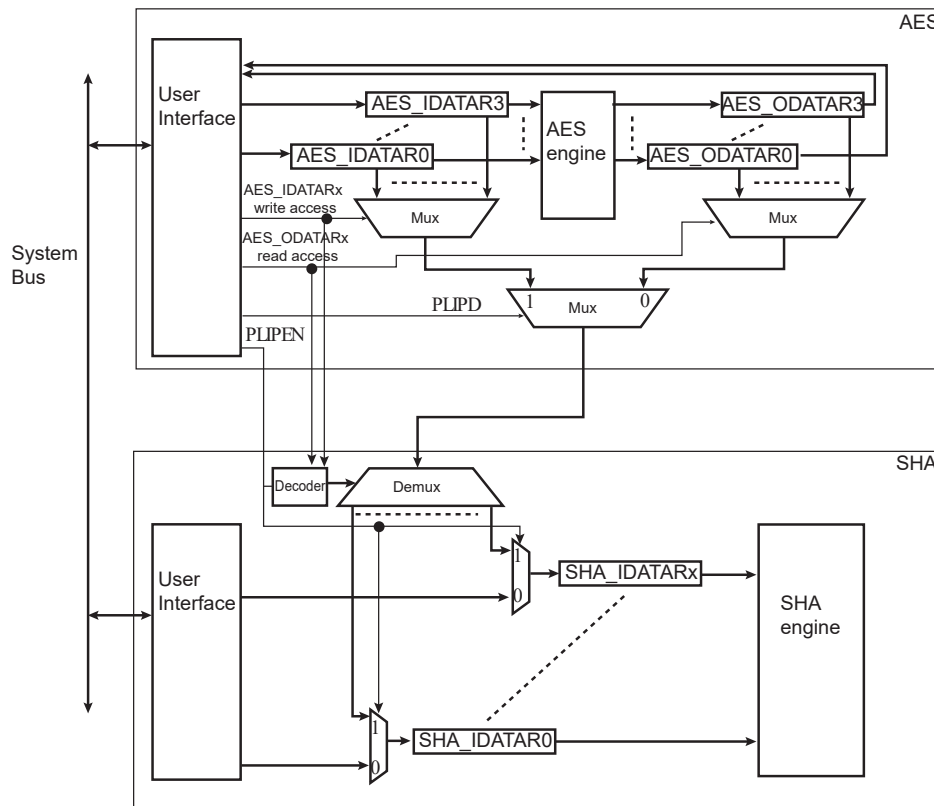 AES
User
Interface
AES_IDATAR3
AES_ODATAR3
AES
engine
AES_IDATAR0
AES_ODATAR0
AES_IDATARx
write access
Mux
Mux
AES_ODATARx
read access
System
Bus
1
Mux
0
PLIPD
PLIPEN
SHA
Decoder
Demux
User
Interface
1
SHA_IDATARx
0
SHA
engine
1
SHA_IDATAR0
0